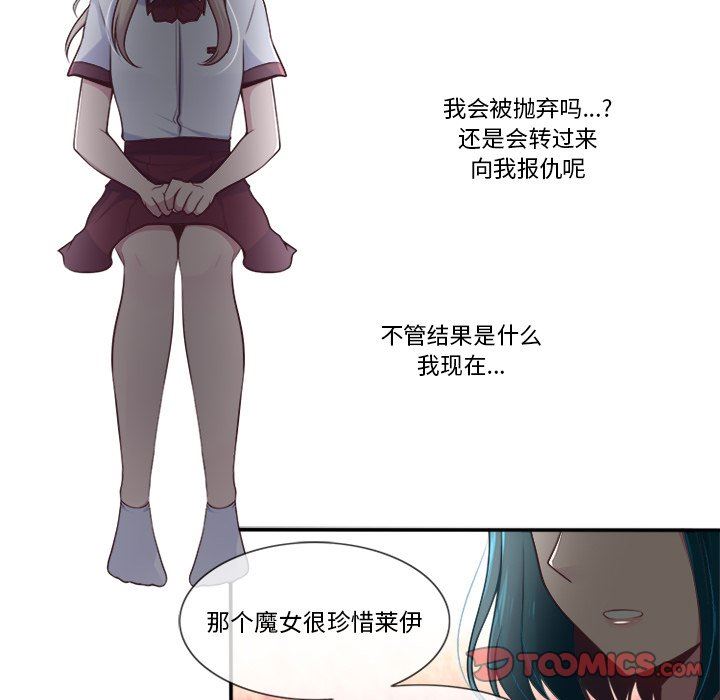 我会被抛弃吗...?
还是会转过来
向我报仇呢
不管结果是什么
我现在...
那个魔女很珍惜莱伊
TOOMICS.COM